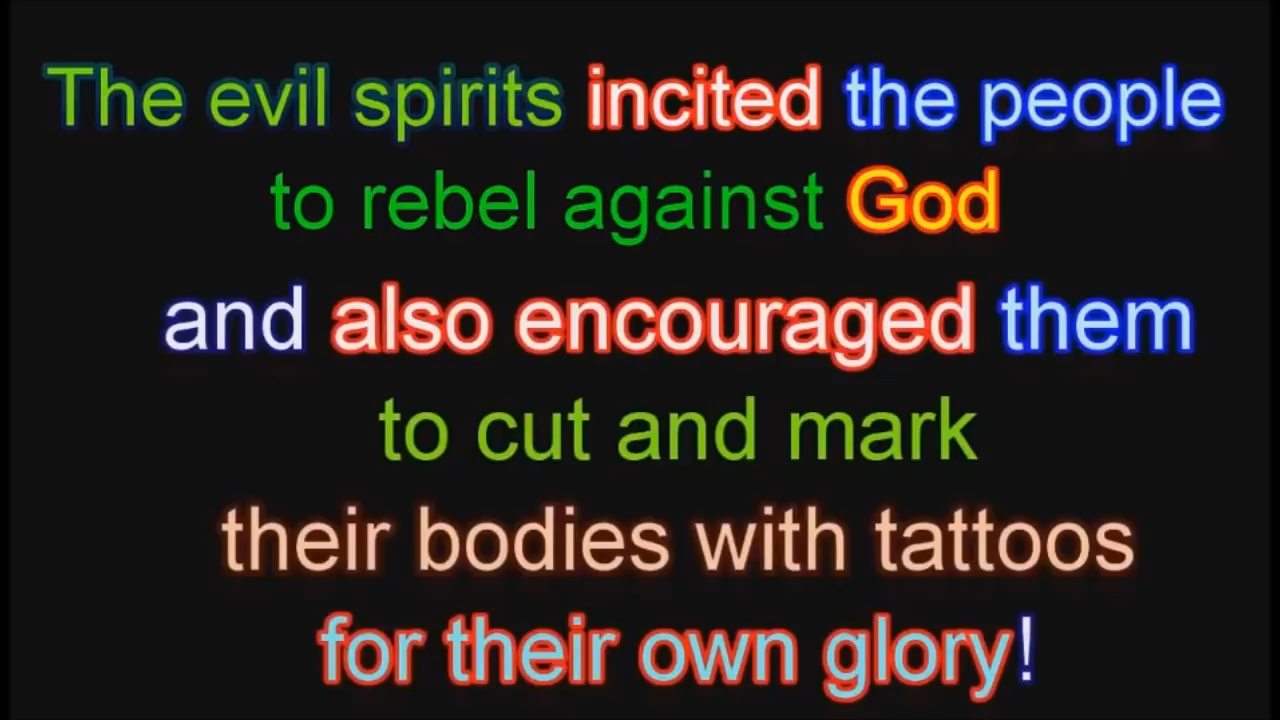 The evil spirits incited the people
to rebel against God
and also encouraged them
to cut and mark
their bodies with tattoos
for their own glory!